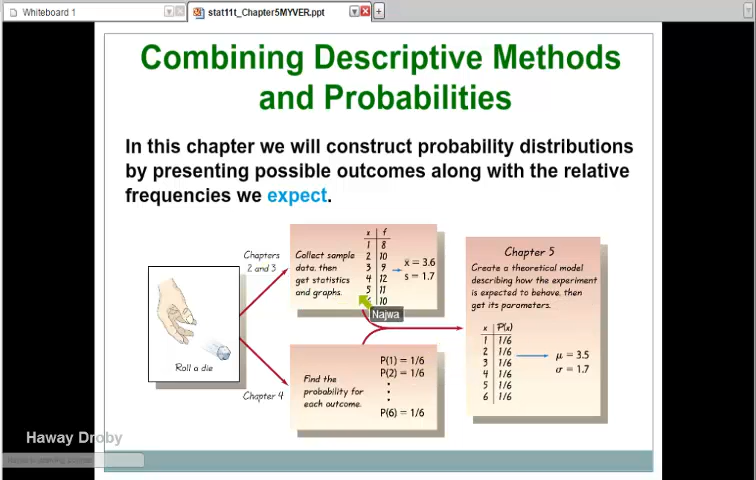 Whiteboard 1
stat11t_Chapter5MYVER.ppt
Combining Descriptive Methods
and Probabilities
In this chapter we will construct probability distributions
by presenting possible outcomes along with the relative
frequencies we expect.
Roll a die
Chapters
2 and 3
Collect sample
data, then
get statistics
and graphs.
x f
1 8
2 10
3 9
4 12
5 11
10
x̄ = 3.6
s = 1.7
Najwa
Chapter 4
Find the
probability for
each outcome.
P(1) = 1/6
P(2) = 1/6
P(6) = 1/6
Chapter 5
Create a theoretical model
describing how the experiment
is expected to behave, then
get its parameters.
x P(x)
1 1/6
2 1/6
3 1/6
4 1/6
5 1/6
6 1/6
μ = 3.5
σ = 1.7
Haway Droby